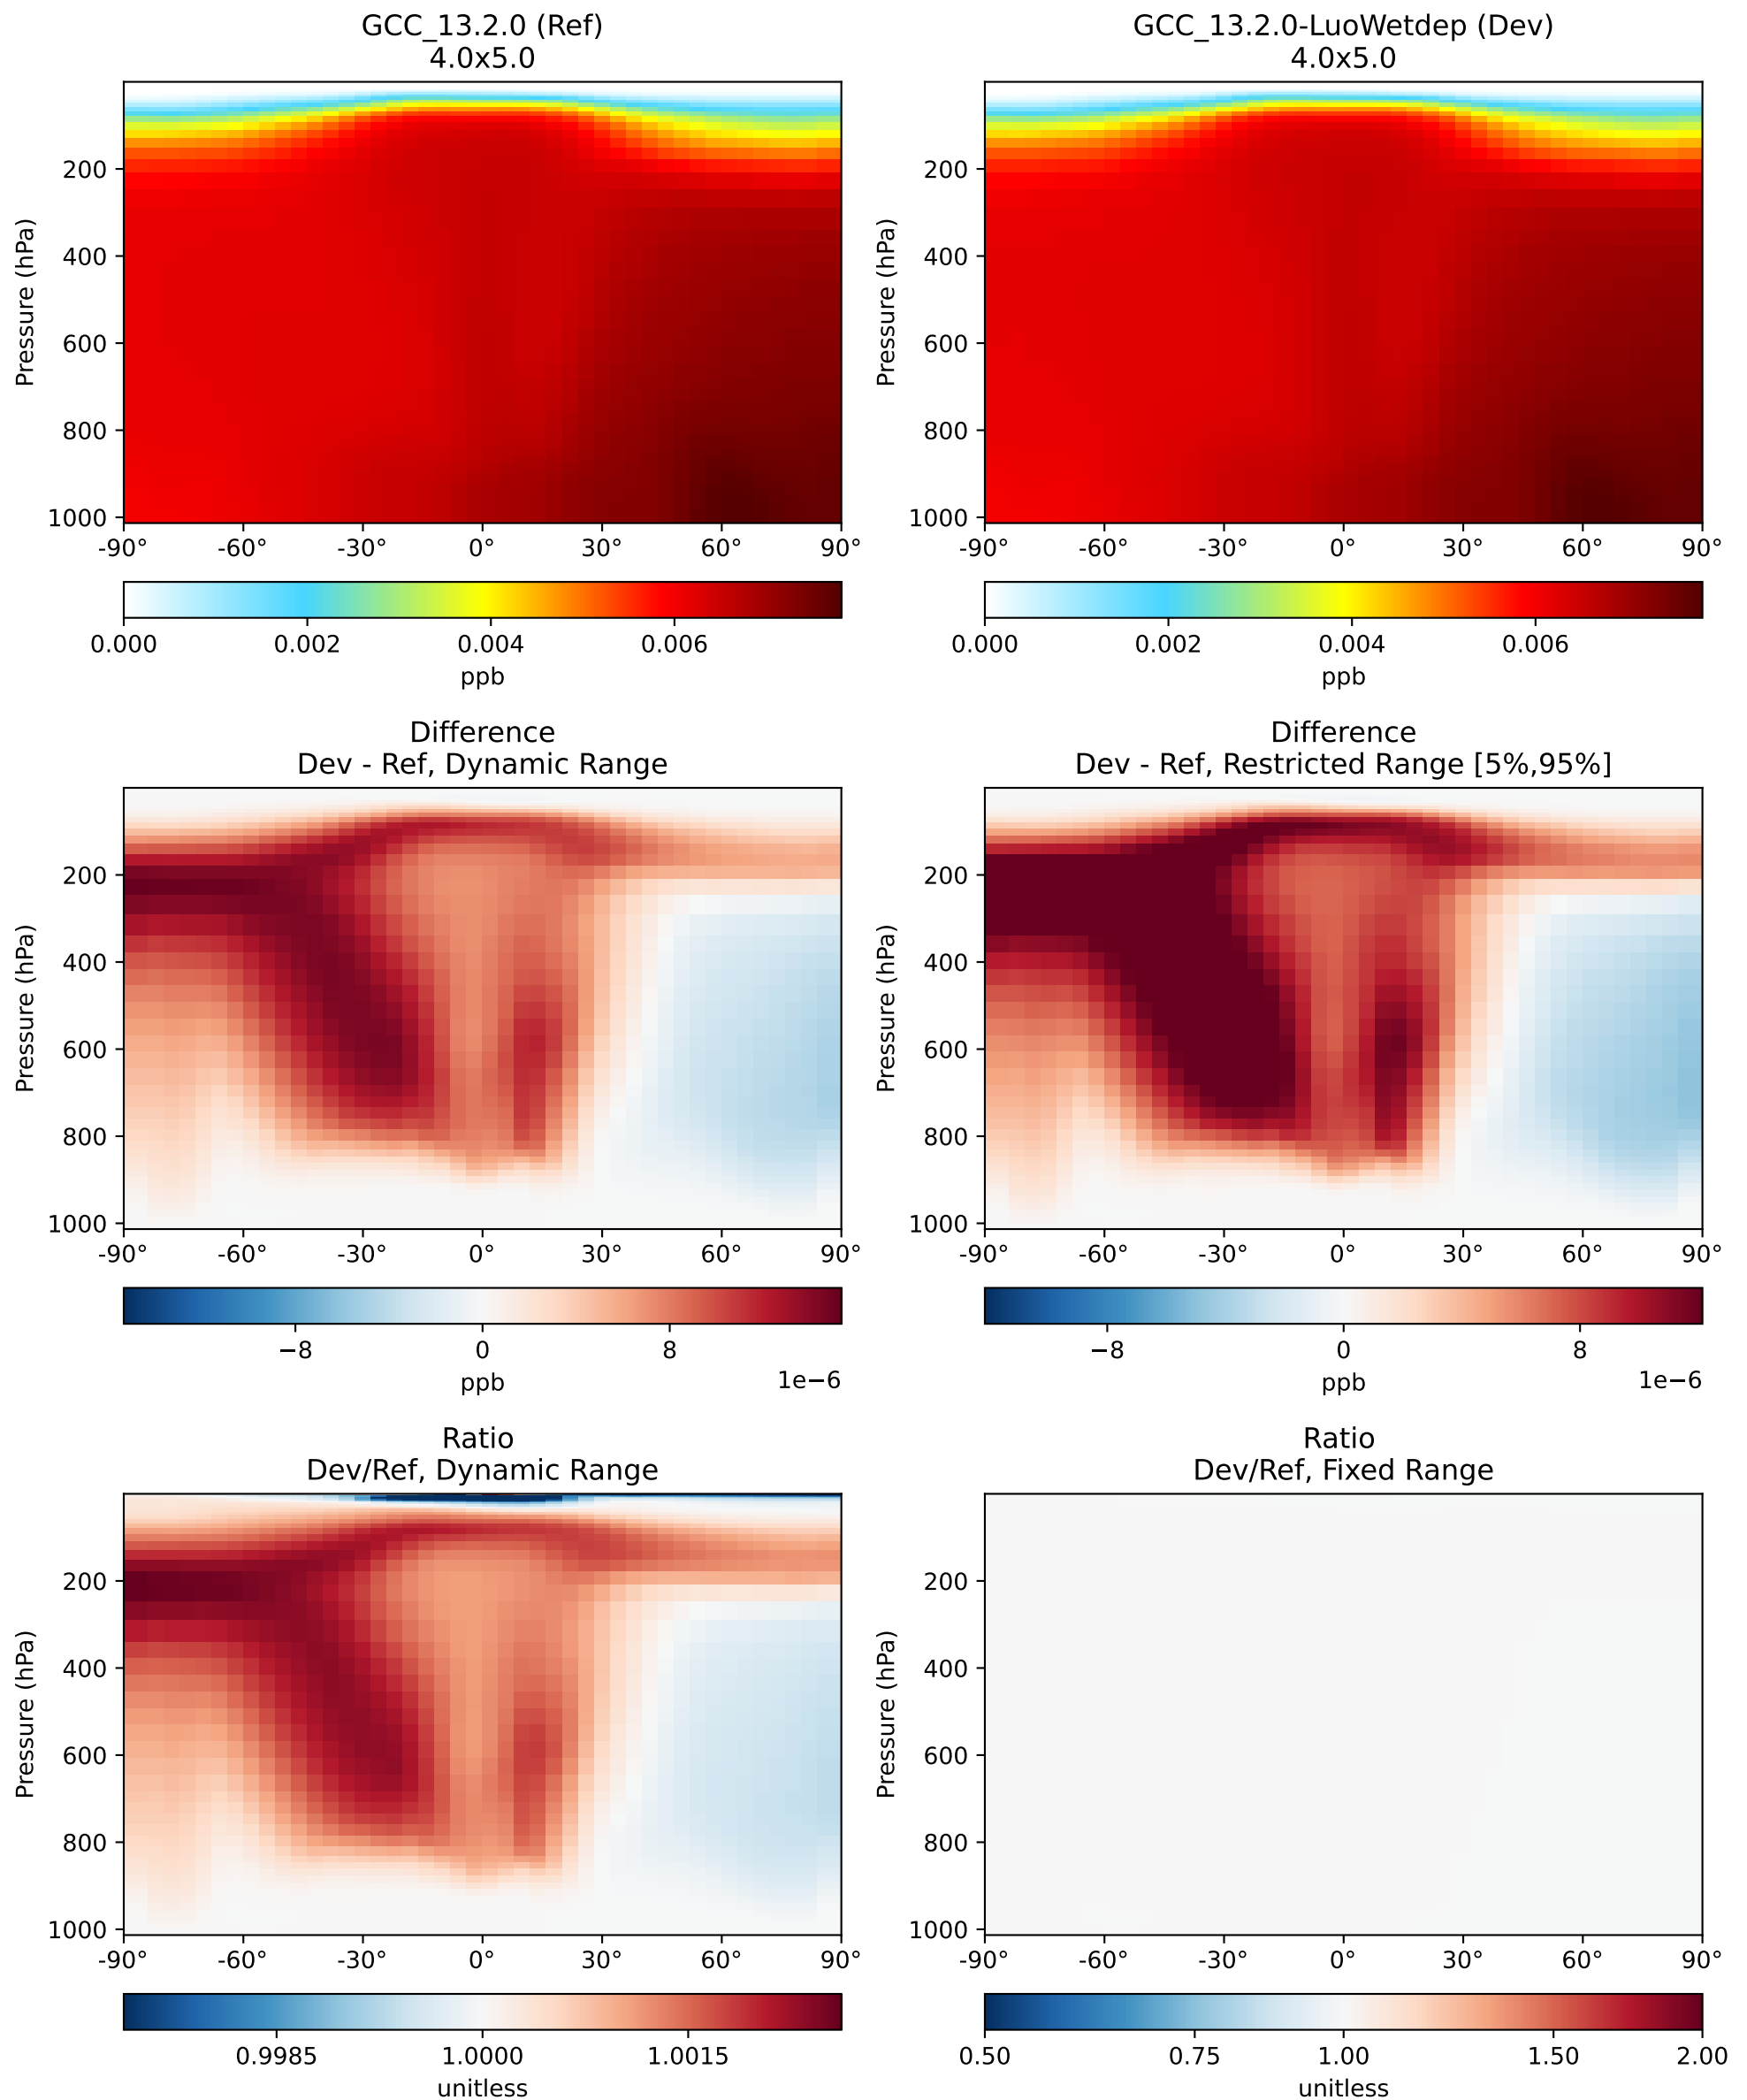 GCC_13.2.0 (Ref)
4.0x5.0
Pressure (hPa)
200
400
600
800
1000
-90° -60° -30° 0° 30° 60° 90°
0.000 0.002 0.004 0.006
ppb
GCC_13.2.0-LuoWetdep (Dev)
4.0x5.0
Pressure (hPa)
200
400
600
800
1000
-90° -60° -30° 0° 30° 60° 90°
0.000 0.002 0.004 0.006
ppb
Difference
Dev - Ref, Dynamic Range
Pressure (hPa)
200
400
600
800
1000
-90° -60° -30° 0° 30° 60° 90°
−8 0 8
ppb 1e−6
Difference
Dev - Ref, Restricted Range [5%,95%]
Pressure (hPa)
200
400
600
800
1000
-90° -60° -30° 0° 30° 60° 90°
−8 0 8
ppb 1e−6
Ratio
Dev/Ref, Dynamic Range
Pressure (hPa)
200
400
600
800
1000
-90° -60° -30° 0° 30° 60° 90°
0.9985 1.0000 1.0015
unitless
Ratio
Dev/Ref, Fixed Range
Pressure (hPa)
200
400
600
800
1000
-90° -60° -30° 0° 30° 60° 90°
0.50 0.75 1.00 1.50 2.00
unitless